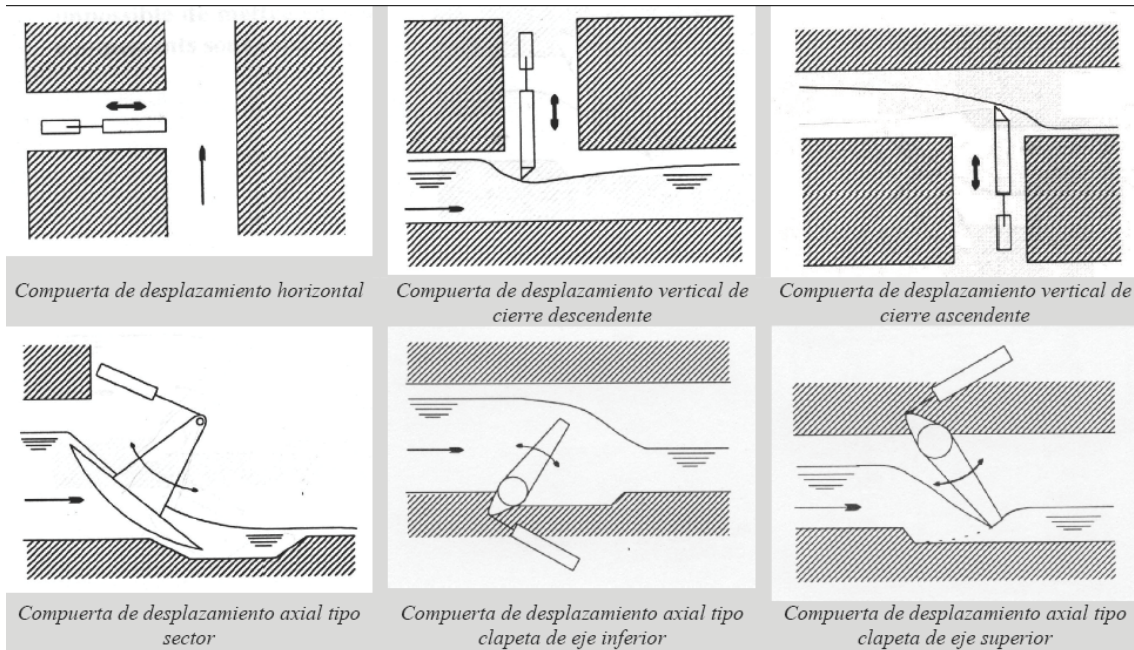 Compuerta de desplazamiento horizontal
Compuerta de desplazamiento vertical de
cierre descendente
Compuerta de desplazamiento vertical de
cierre ascendente
Compuerta de desplazamiento axial tipo
sector
Compuerta de desplazamiento axial tipo
clapeta de eje inferior
Compuerta de desplazamiento axial tipo
clapeta de eje superior